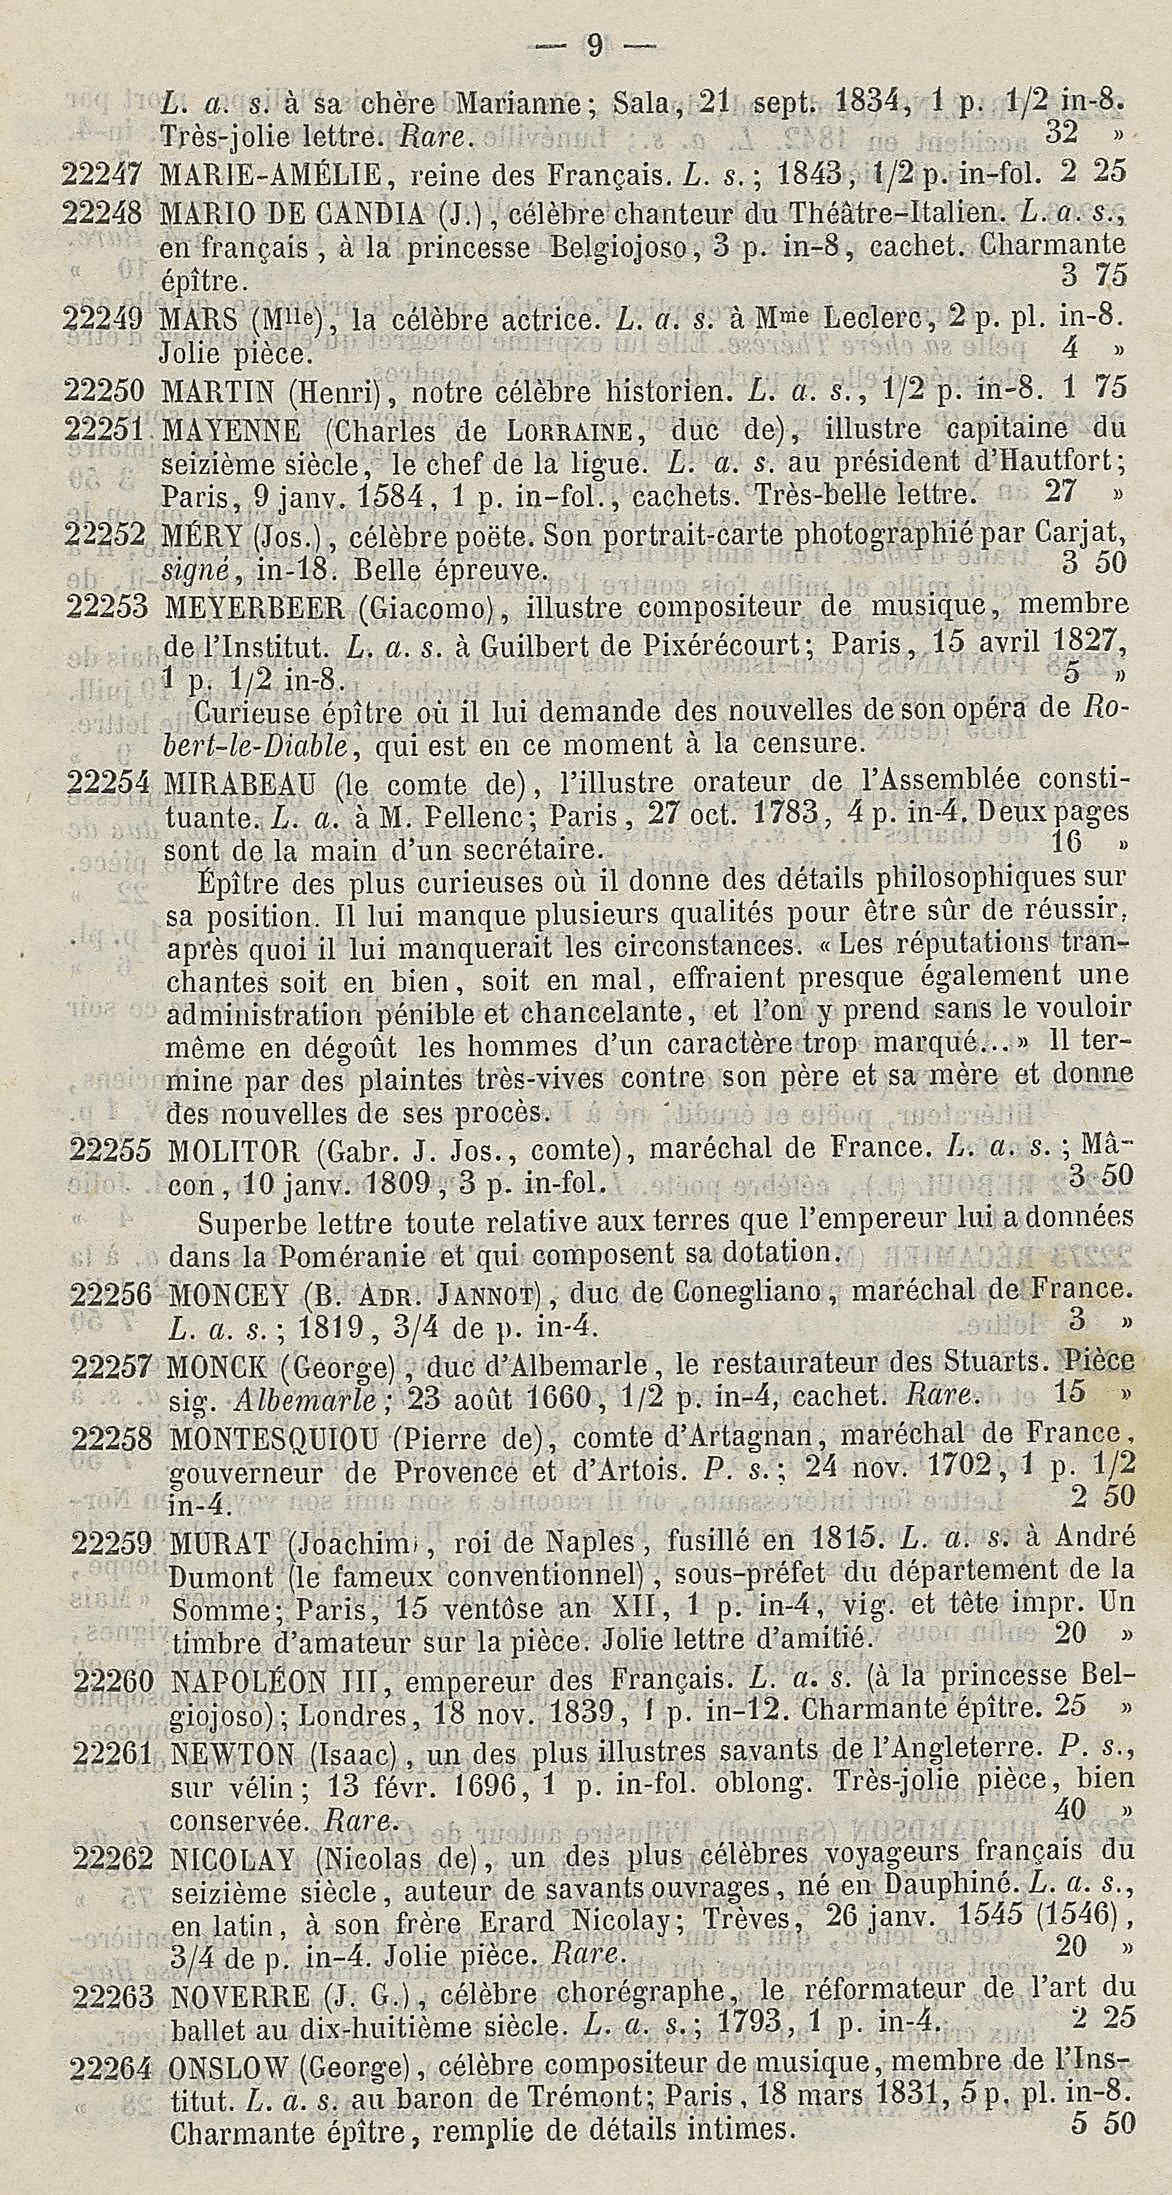 — 9 —
L. a. s. à sa chère Marianne; Sala, 21 sept. 1834, 1 p. 1/2 in-8.
Très-jolie lettre. Rare. 32 »
22247 MARIE-AMÉLIE, reine des Français. L. s.; 1843, 1/2 p. in-fol. 2 25
22248 MARIO DE CANDIA (J.), célèbre chanteur du Théâtre-Italien. L. a. s.,
en français, à la princesse Belgiojoso, 3 p. in-8, cachet. Charmante
épître. 3 75
22249 MARS (Mlle), la célèbre actrice. L. a. s. à Mme Leclerc, 2 p. pl. in-8.
Jolie pièce. 4 »
22250 MARTIN (Henri), notre célèbre historien. L. a. s., 1/2 p. in-8. 1 75
22251 MAYENNE (Charles de LORRAINE, duc de), illustre capitaine du
seizième siècle, le chef de la ligue. L. a. s. au président d'Hautfort;
Paris, 9 janv. 1584, 1 p. in-fol., cachets. Très-belle lettre. 27 »
22252 MÉRY (Jos.), célèbre poëte. Son portrait-carte photographié par Carjat,
signé, in-18. Belle épreuve. 3 50
22253 MEYERBEER (Giacomo), illustre compositeur de musique, membre
de l'Institut. L. a. s. à Guilbert de Pixérécourt; Paris, 15 avril 1827,
1 p. 1/2 in-8. 5 »
Curieuse épître où il lui demande des nouvelles de son opéra de Ro-
bert-le-Diable, qui est en ce moment à la censure.
22254 MIRABEAU (le comte de), l'illustre orateur de l'Assemblée consti-
tuante. L. a. à M. Pellenc; Paris, 27 oct. 1783, 4 p. in-4. Deux pages
sont de la main d'un secrétaire. 16 »
Épître des plus curieuses où il donne des détails philosophiques sur
sa position. Il lui manque plusieurs qualités pour être sûr de réussir,
après quoi il lui manquerait les circonstances. « Les réputations tran-
chantes soit en bien, soit en mal, effraient presque également une
administration pénible et chancelante, et l'on y prend sans le vouloir
même en dégoût les hommes d'un caractère trop marqué...» Il ter-
mine par des plaintes très-vives contre son père et sa mère et donne
des nouvelles de ses procès.
22255 MOLITOR (Gabr. J. Jos., comte), maréchal de France. L. a. s.; Mâ-
con, 10 janv. 1809, 3 p. in-fol. 3 50
Superbe lettre toute relative aux terres que l'empereur lui a données
dans la Poméranie et qui composent sa dotation.
22256 MONCEY (B. ADR. JANNOT), duc de Conegliano, maréchal de France.
L. a. s.; 1819, 3/4 de p. in-4. 3 »
22257 MONCK (George), duc d'Albemarle, le restaurateur des Stuarts. Pièce
sig. Albemarle; 23 août 1660, 1/2 p. in-4, cachet. Rare. 15 »
22258 MONTESQUIOU (Pierre de), comte d'Artagnan, maréchal de France,
gouverneur de Provence et d'Artois. P. s.; 24 nov. 1702, 1 p. 1/2
in-4. 2 50
22259 MURAT (Joachim), roi de Naples, fusillé en 1815. L. a. s. à André
Dumont (le fameux conventionnel), sous-préfet du département de la
Somme; Paris, 15 ventôse an XII, 1 p. in-4, vig. et tête impr. Un
timbre d'amateur sur la pièce. Jolie lettre d'amitié. 20 »
22260 NAPOLÉON III, empereur des Français. L. a. s. (à la princesse Bel-
giojoso); Londres, 18 nov. 1839, 1 p. in-12. Charmante épître. 25 »
22261 NEWTON (Isaac), un des plus illustres savants de l'Angleterre. P. s.,
sur vélin; 13 févr. 1696, 1 p. in-fol. oblong. Très-jolie pièce, bien
conservée. Rare. 40 »
22262 NICOLAY (Nicolas de), un des plus célèbres voyageurs français du
seizième siècle, auteur de savants ouvrages, né en Dauphiné. L. a. s.,
en latin, à son frère Erard Nicolay; Trèves, 26 janv. 1545 (1546),
3/4 de p. in-4. Jolie pièce. Rare. 20 »
22263 NOVERRE (J. G.), célèbre chorégraphe, le réformateur de l'art du
ballet au dix-huitième siècle. L. a. s.; 1793, 1 p. in-4. 2 25
22264 ONSLOW (George), célèbre compositeur de musique, membre de l'Ins-
titut. L. a. s. au baron de Trémont; Paris, 18 mars 1831, 5 p. pl. in-8.
Charmante épître, remplie de détails intimes. 5 50